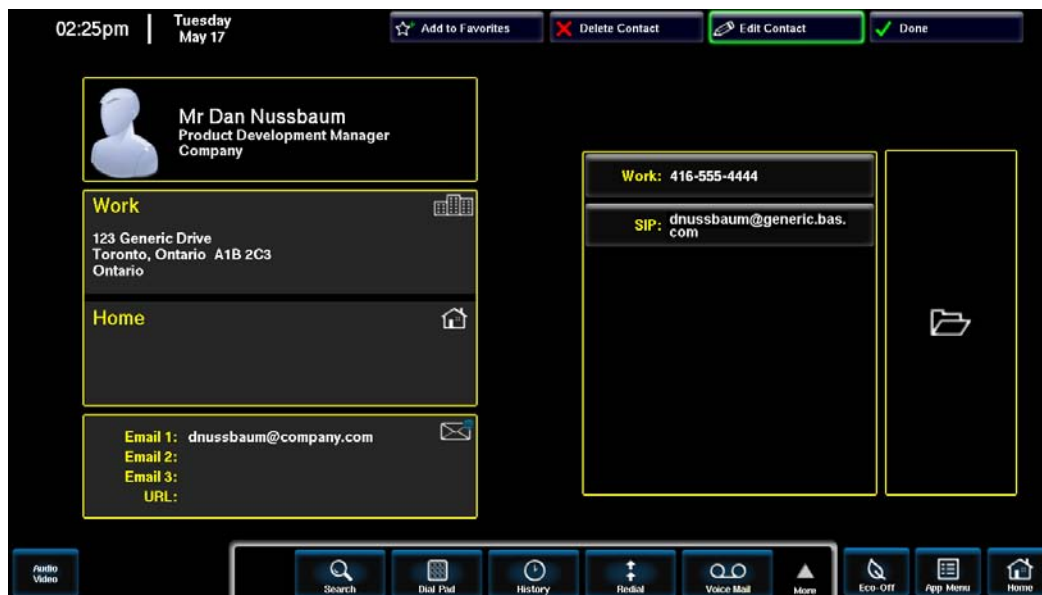 02:25pm
Tuesday
May 17
Add to Favorites
Delete Contact
Edit Contact
Done
Mr Dan Nussbaum
Product Development Manager
Company
Work
123 Generic Drive
Toronto, Ontario A1B 2C3
Ontario
Home
Email 1: dnussbaum@company.com
Email 2:
Email 3:
URL:
Work: 416-555-4444
SIP: dnussbaum@generic.bas.
com
Audio
Video
Search
Dial Pad
History
Redial
Voice Mail
More
Eco-Off
App Menu
Home